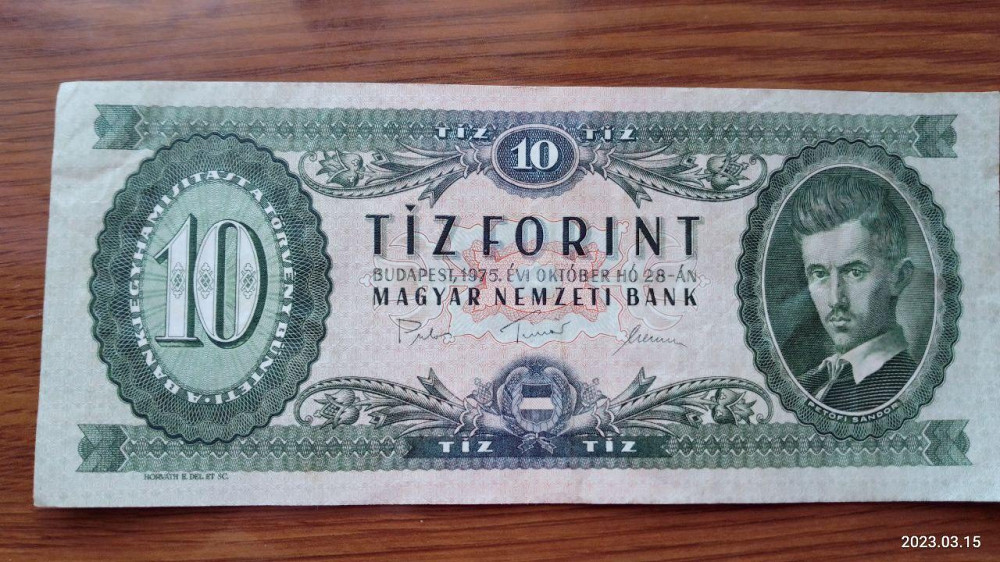 TÍZ 10 TÍZ
A BANKJEGYHAMISÍTÁST A TÖRVÉNY BÜNTETI
10
TÍZ FORINT
BUDAPEST, 1975. ÉVI OKTÓBER HÓ 28-ÁN
MAGYAR NEMZETI BANK
PETŐFI SÁNDOR
TÍZ TÍZ
HORVÁTH E. DEL. ET SC.
2023.03.15